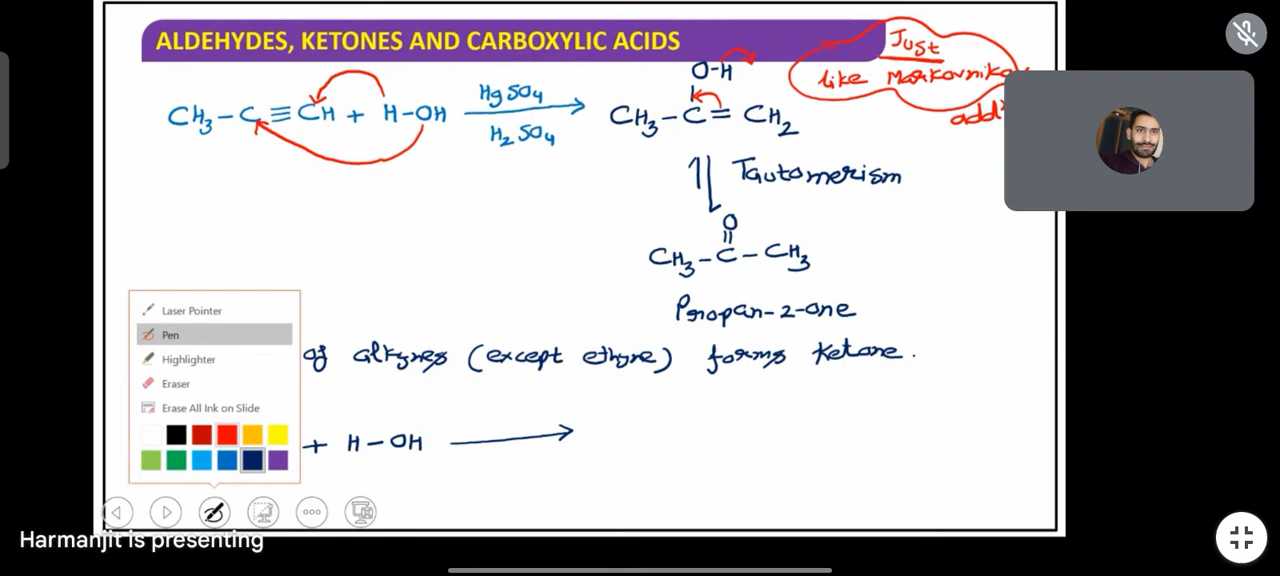 ALDEHYDES, KETONES AND CARBOXYLIC ACIDS
Just
like Markovnikov
add
CH₃ – C ≡ CH + H – OH
HgSO₄
H₂SO₄
O-H
CH₃ – C = CH₂
Tautomerism
O
CH₃ – C – CH₃
Propan-2-one
of alkynes (except ethyne) forms Ketone.
+ H – OH
Laser Pointer
Pen
Highlighter
Eraser
Erase All Ink on Slide
Harmanjit is presenting